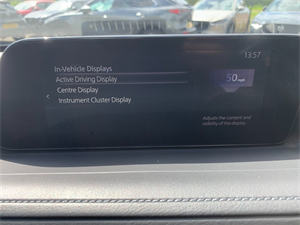 13:57
In-Vehicle Displays
Active Driving Display
Centre Display
Instrument Cluster Display
50 mph
Adjusts the content and
visibility of the display.